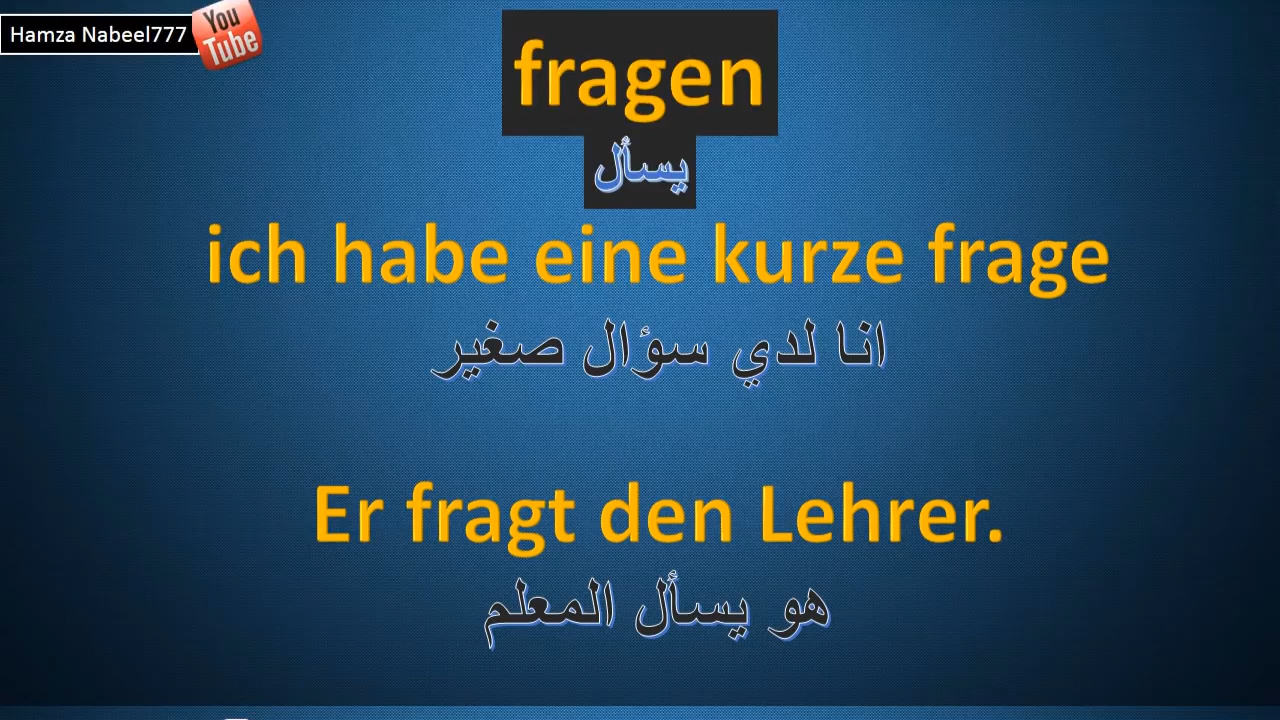 Hamza Nabeel777
You
Tube
fragen
يسأل
ich habe eine kurze frage
انا لدي سؤال صغير
Er fragt den Lehrer.
هو يسأل المعلم